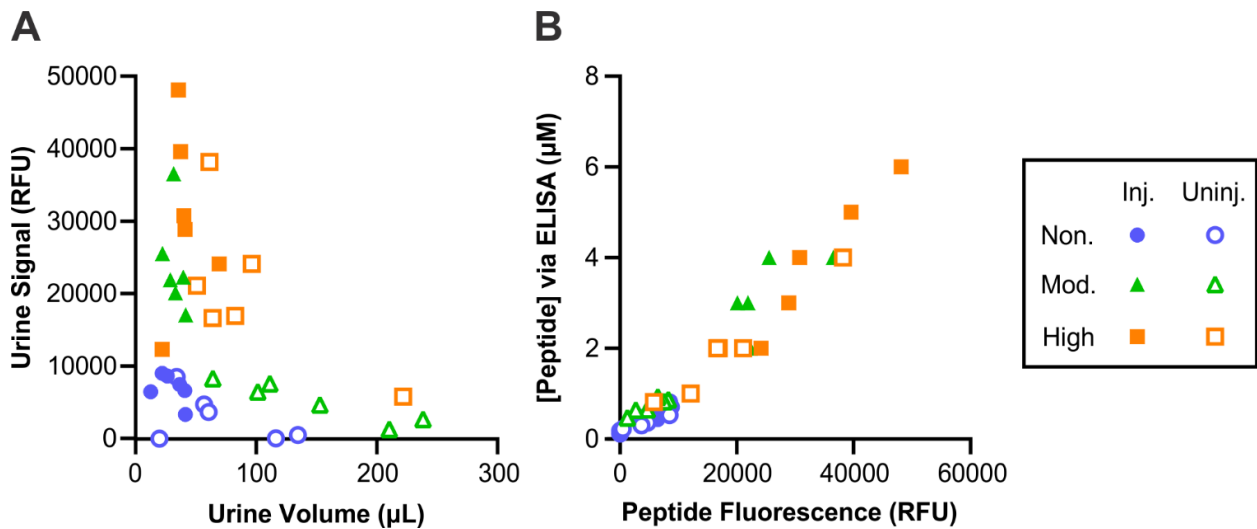 A
Urine Signal (RFU)
50000
40000
30000
20000
10000
0
0 100 200 300
Urine Volume (µL)
B
[Peptide] via ELISA (µM)
8
6
4
2
0
0 20000 40000 60000
Peptide Fluorescence (RFU)
Inj. Uninj.
Non.
Mod.
High